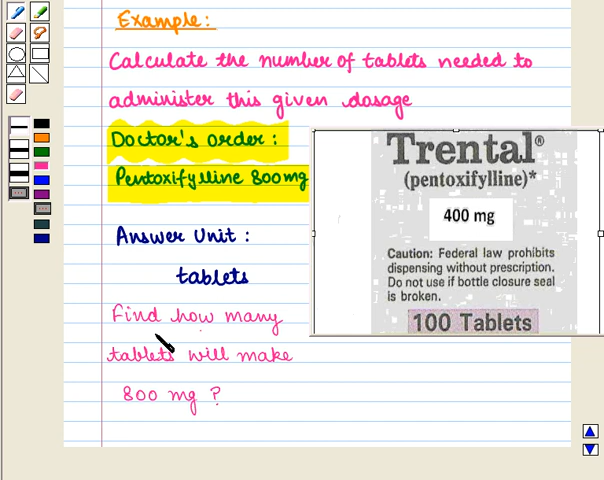 Example:
Calculate the number of tablets needed to
administer this given dosage
Doctor's order:
Pentoxifylline 800mg
Answer Unit:
tablets
Find how many
tablets will make
800 mg ?
Trental®
(pentoxifylline)*
400 mg
Caution: Federal law prohibits
dispensing without prescription.
Do not use if bottle closure seal
is broken.
100 Tablets